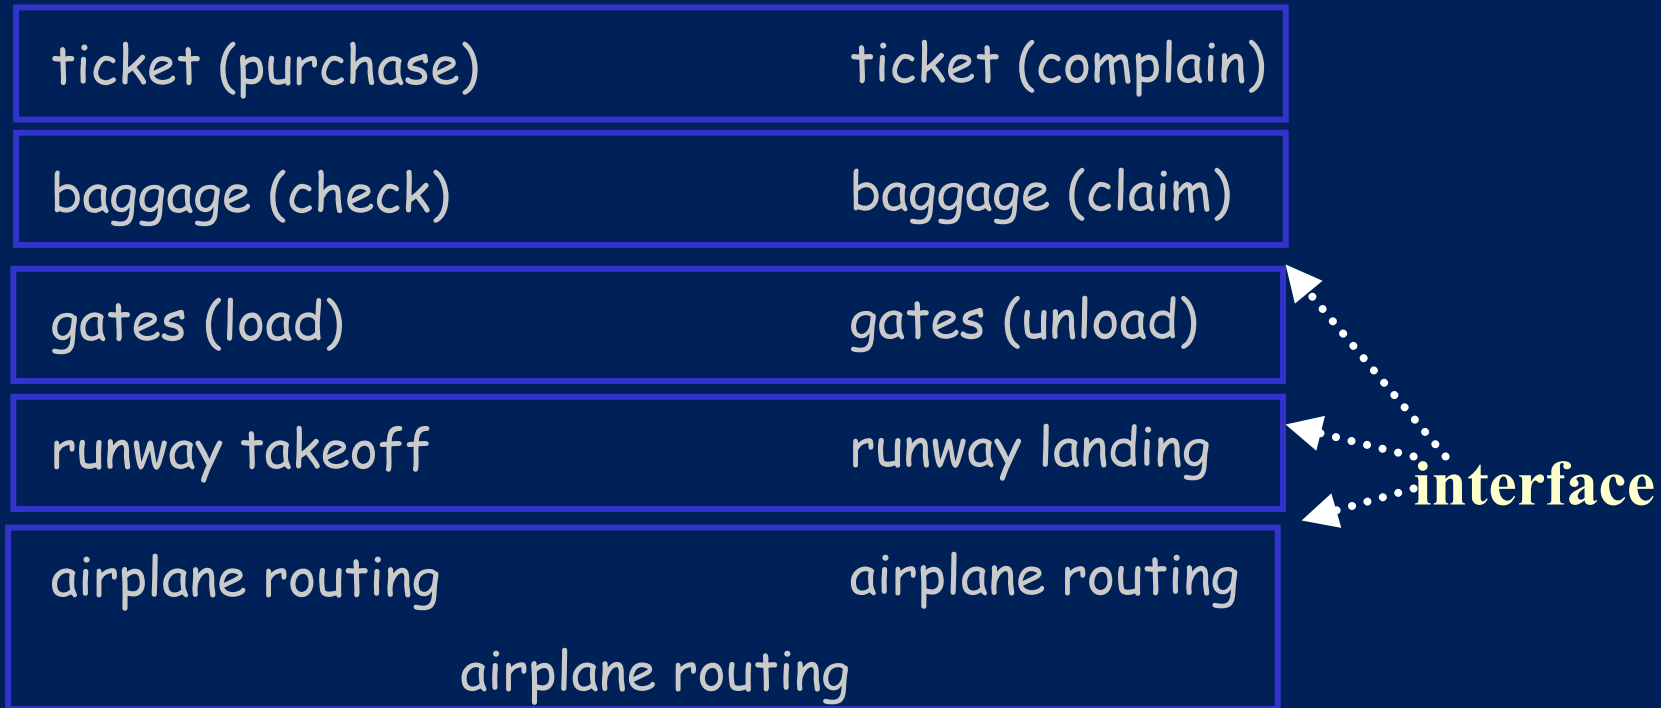 ticket (purchase) ticket (complain)
baggage (check) baggage (claim)
gates (load) gates (unload)
runway takeoff runway landing
interface
airplane routing airplane routing
airplane routing